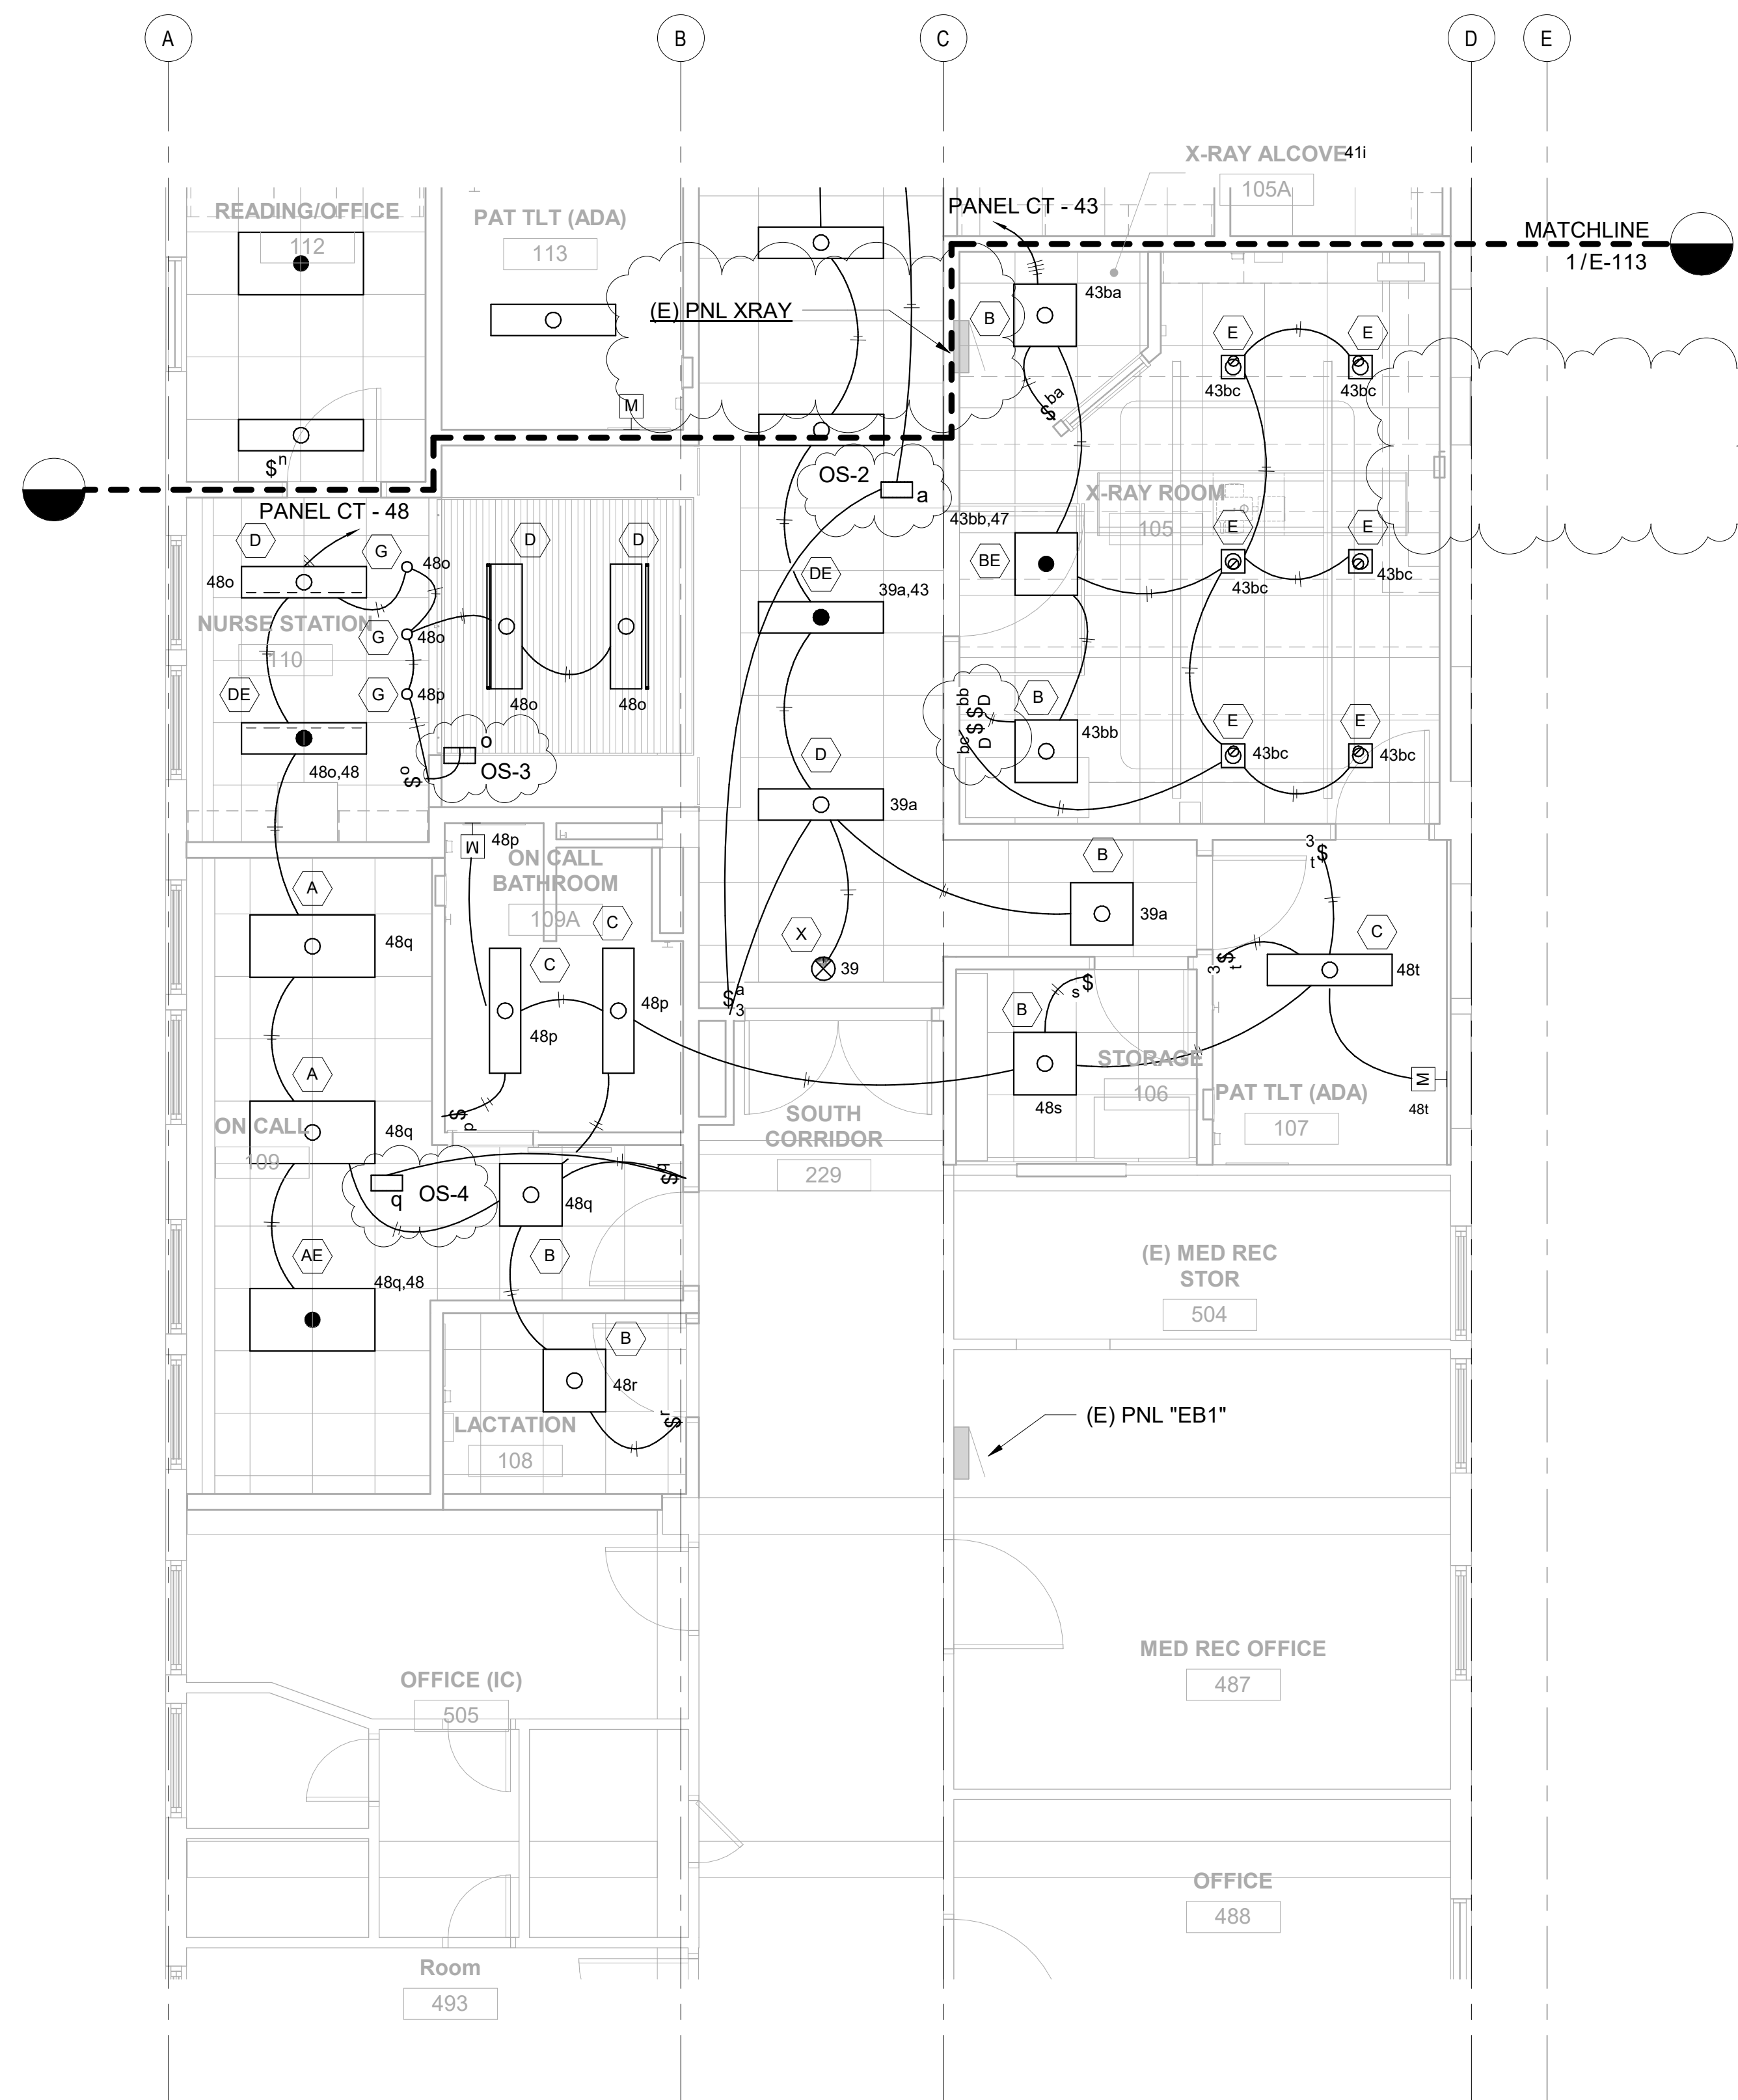 A
B
C
D
E
X-RAY ALCOVE
41i
105A
READING/OFFICE
112
PAT TLT (ADA)
113
PANEL CT - 43
MATCHLINE
1/E-113
(E) PNL XRAY
B
43ba
$ba
E
E
43bc
43bc
M
$n
OS-2
a
X-RAY ROOM
105
PANEL CT - 48
43bb,47
D
G
48o
D
D
48o
BE
E
E
43bc
43bc
DE
39a,43
NURSE STATION
110
G
48o
DE
G
48p
48o
48o
48o,48
o
OS-3
$o
bb
$D
bc
D$
B
43bb
E
E
43bc
43bc
D
39a
M
48p
ON CALL
BATHROOM
109A
A
48q
C
C
48p
48p
$p
X
39
$a
3
B
39a
3
t$
3
t$
C
48t
s$
B
STORAGE
106
48s
M
48t
PAT TLT (ADA)
107
A
ON CALL
109
48q
SOUTH
CORRIDOR
229
q
OS-4
$q
48q
B
AE
48q,48
(E) MED REC
STOR
504
B
48r
$r
LACTATION
108
(E) PNL "EB1"
OFFICE (IC)
505
MED REC OFFICE
487
OFFICE
488
Room
493